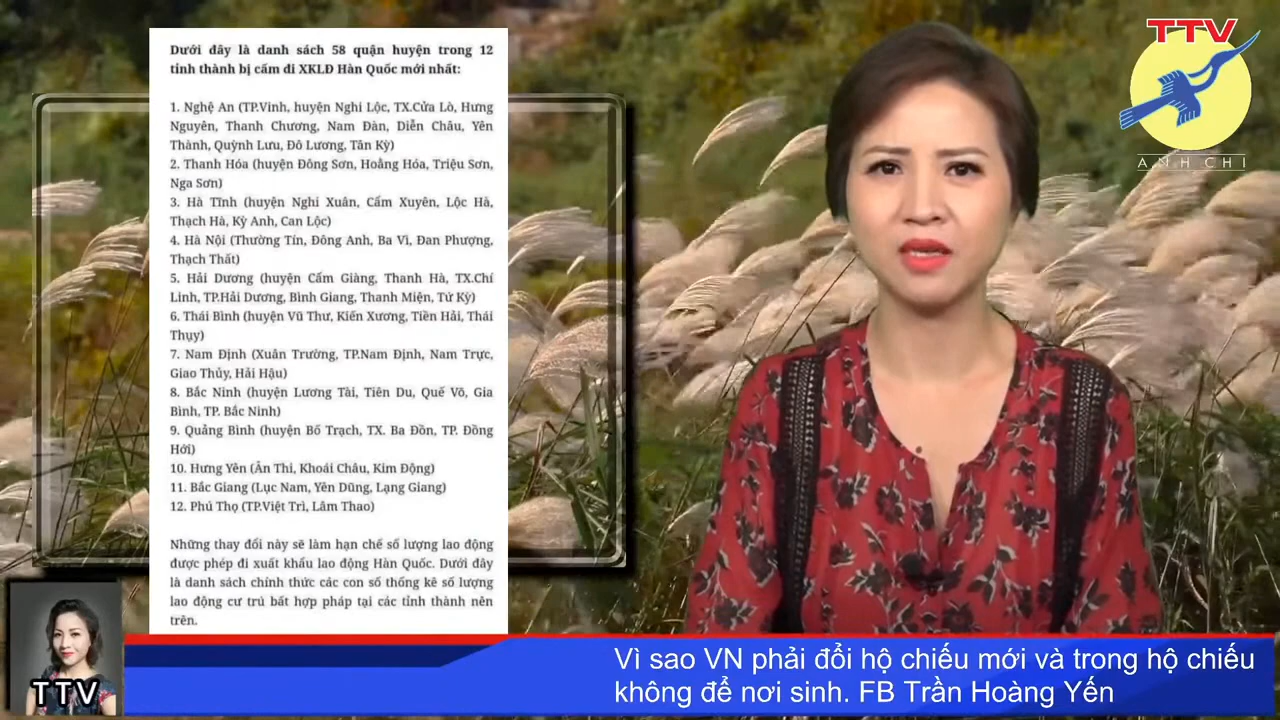 Dưới đây là danh sách 58 quận huyện trong 12
tỉnh thành bị cấm đi XKLĐ Hàn Quốc mới nhất:
1. Nghệ An (TP.Vinh, huyện Nghi Lộc, TX.Cửa Lò, Hưng
Nguyên, Thanh Chương, Nam Đàn, Diễn Châu, Yên
Thành, Quỳnh Lưu, Đô Lương, Tân Kỳ)
2. Thanh Hóa (huyện Đông Sơn, Hoằng Hóa, Triệu Sơn,
Nga Sơn)
3. Hà Tĩnh (huyện Nghi Xuân, Cẩm Xuyên, Lộc Hà,
Thạch Hà, Kỳ Anh, Can Lộc)
4. Hà Nội (Thường Tín, Đông Anh, Ba Vì, Đan Phượng,
Thạch Thất)
5. Hải Dương (huyện Cẩm Giàng, Thanh Hà, TX.Chí
Linh, TP.Hải Dương, Bình Giang, Thanh Miện, Tứ Kỳ)
6. Thái Bình (huyện Vũ Thư, Kiến Xương, Tiền Hải, Thái
Thụy)
7. Nam Định (Xuân Trường, TP.Nam Định, Nam Trực,
Giao Thủy, Hải Hậu)
8. Bắc Ninh (huyện Lương Tài, Tiên Du, Quế Võ, Gia
Bình, TP. Bắc Ninh)
9. Quảng Bình (huyện Bố Trạch, TX. Ba Đồn, TP. Đồng
Hới)
10. Hưng Yên (Ân Thi, Khoái Châu, Kim Động)
11. Bắc Giang (Lục Nam, Yên Dũng, Lạng Giang)
12. Phú Thọ (TP.Việt Trì, Lâm Thao)
Những thay đổi này sẽ làm hạn chế số lượng lao động
được phép đi xuất khẩu lao động Hàn Quốc. Dưới đây
là danh sách chính thức các con số thống kê số lượng
lao động cư trú bất hợp pháp tại các tỉnh thành nên
trên.
TTV
ANH CHI
TTV
Vì sao VN phải đổi hộ chiếu mới và trong hộ chiếu
không để nơi sinh. FB Trần Hoàng Yến